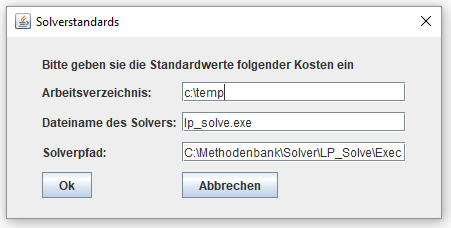 Solverstandards
Bitte geben sie die Standardwerte folgender Kosten ein
Arbeitsverzeichnis: c:\temp
Dateiname des Solvers: lp_solve.exe
Solverpfad: C:\Methodenbank\Solver\LP_Solve\Exec
Ok Abbrechen